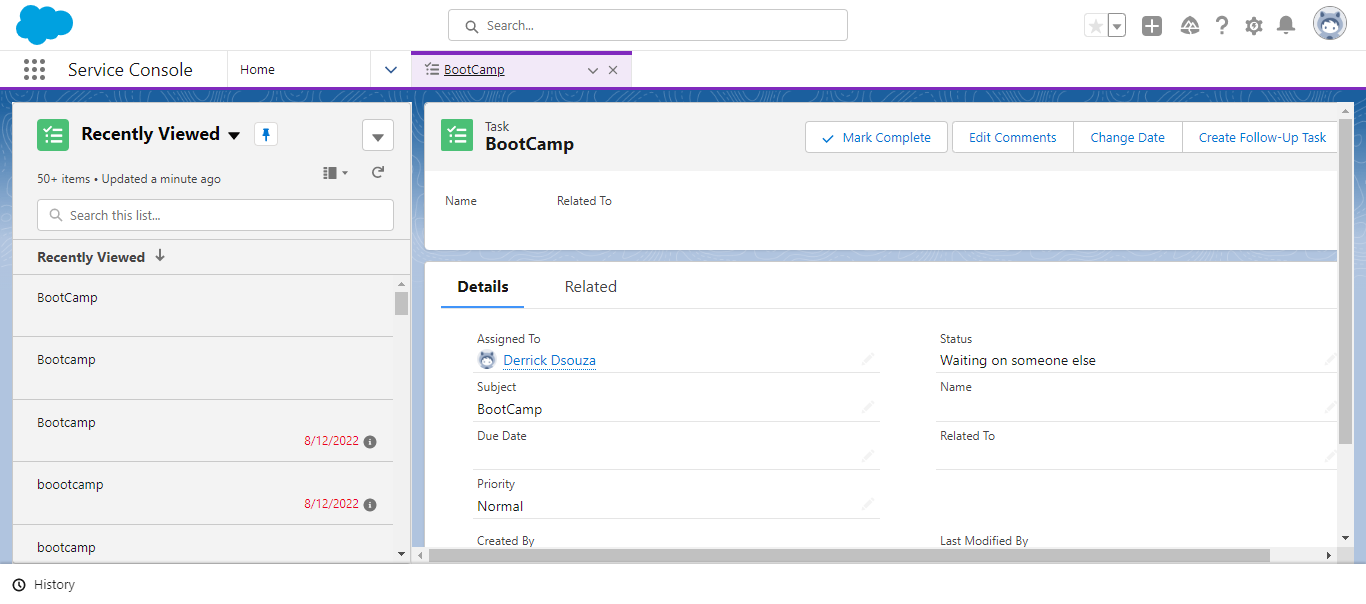 Search...
Service Console
Home
BootCamp
Recently Viewed
50+ items • Updated a minute ago
Search this list...
Recently Viewed
BootCamp
Bootcamp
Bootcamp
8/12/2022
boootcamp
8/12/2022
bootcamp
Task
BootCamp
Mark Complete
Edit Comments
Change Date
Create Follow-Up Task
Name
Related To
Details
Related
Assigned To
Derrick Dsouza
Status
Waiting on someone else
Subject
BootCamp
Name
Due Date
Related To
Priority
Normal
Created By
Last Modified By
History